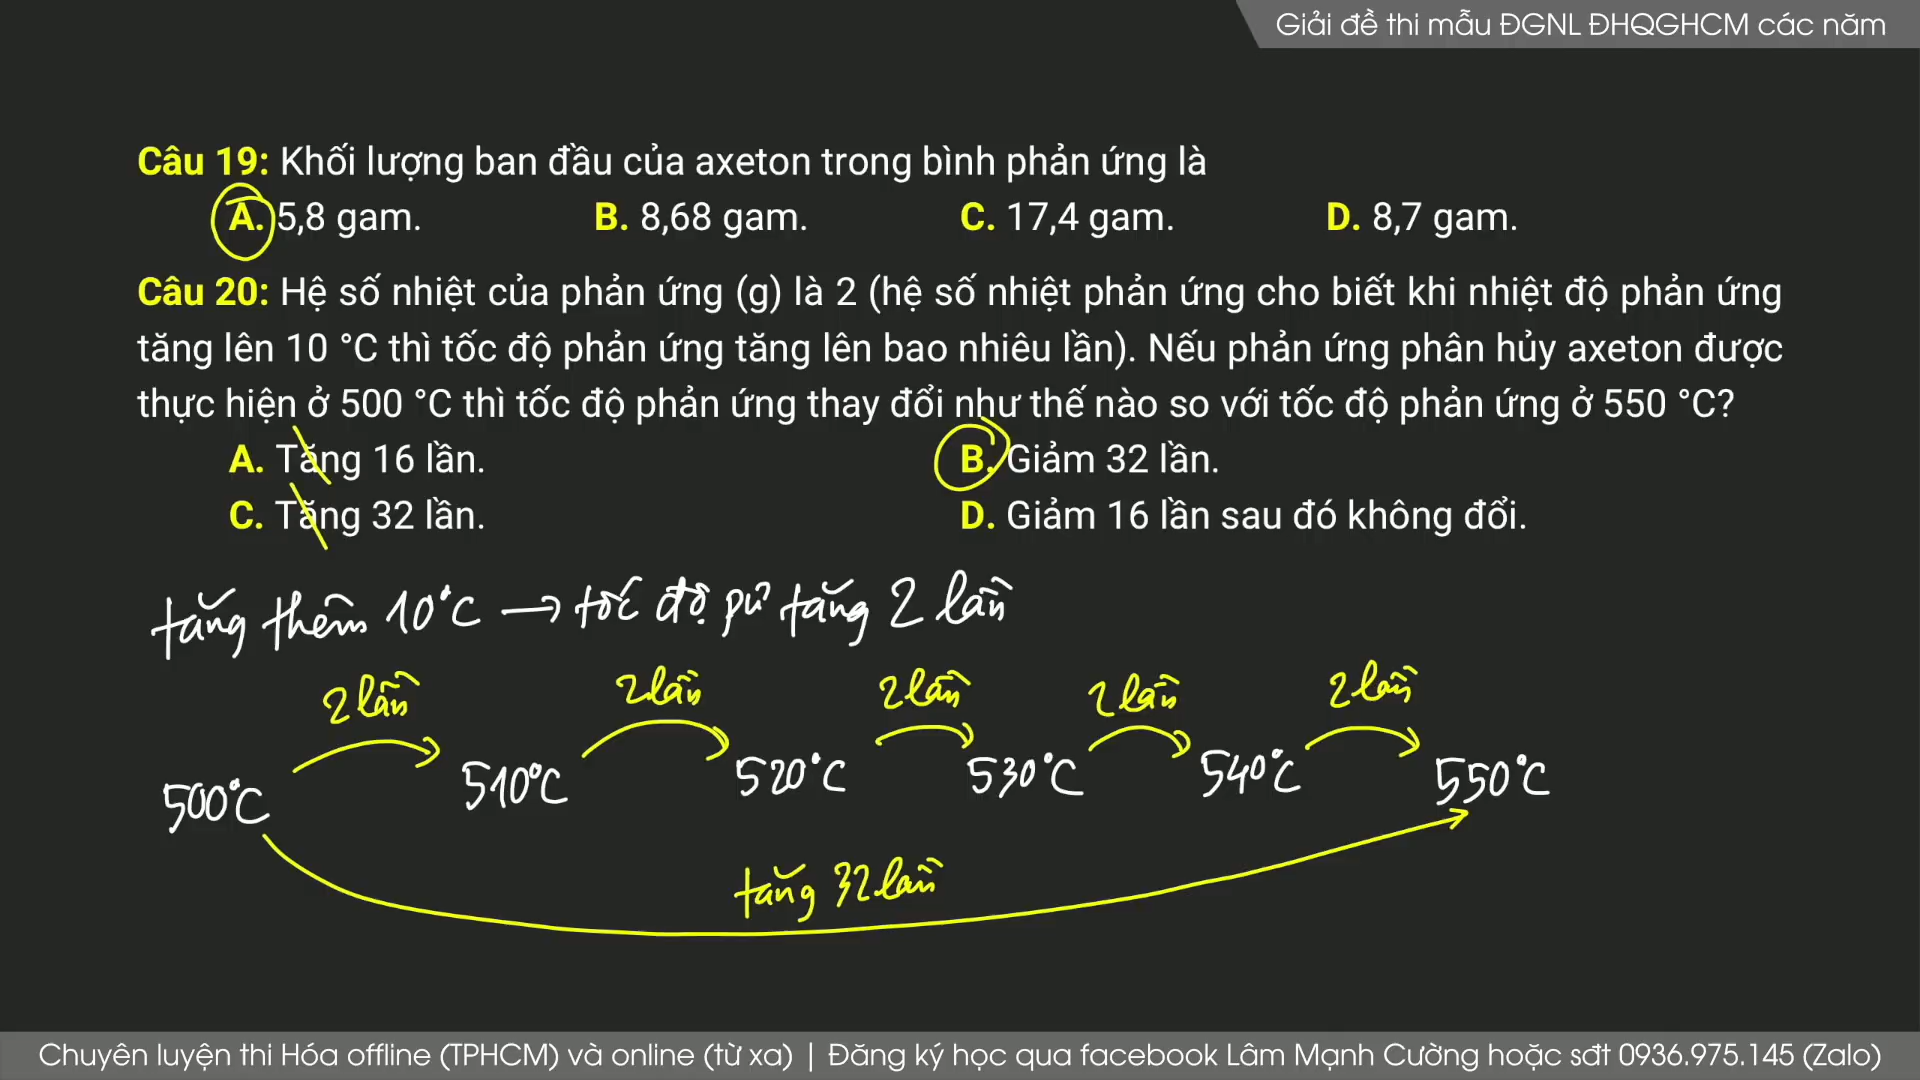 Giải đề thi mẫu ĐGNL ĐHQGHCM các năm
Câu 19: Khối lượng ban đầu của axeton trong bình phản ứng là
A. 5,8 gam. B. 8,68 gam. C. 17,4 gam. D. 8,7 gam.
Câu 20: Hệ số nhiệt của phản ứng (g) là 2 (hệ số nhiệt phản ứng cho biết khi nhiệt độ phản ứng
tăng lên 10 °C thì tốc độ phản ứng tăng lên bao nhiêu lần). Nếu phản ứng phân hủy axeton được
thực hiện ở 500 °C thì tốc độ phản ứng thay đổi như thế nào so với tốc độ phản ứng ở 550 °C?
A. Tăng 16 lần. B. Giảm 32 lần.
C. Tăng 32 lần. D. Giảm 16 lần sau đó không đổi.
tăng thêm 10°C → tốc độ pứ tăng 2 lần
2 lần 2 lần 2 lần 2 lần 2 lần
500°C 510°C 520°C 530°C 540°C 550°C
tăng 32 lần
Chuyên luyện thi Hóa offline (TPHCM) và online (từ xa) | Đăng ký học qua facebook Lâm Mạnh Cường hoặc sđt 0936.975.145 (Zalo)